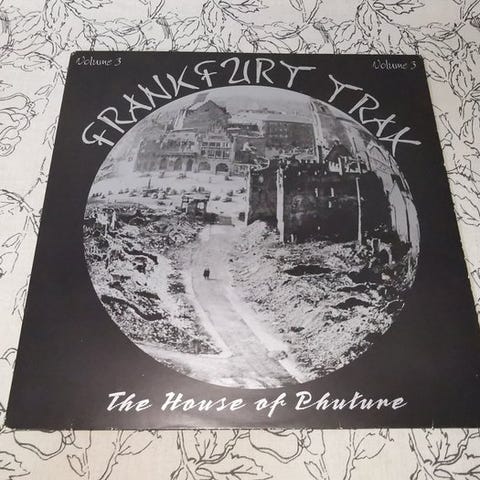 Volume 3
Volume 3
FRANKFURT TRAX
The House of Phuture